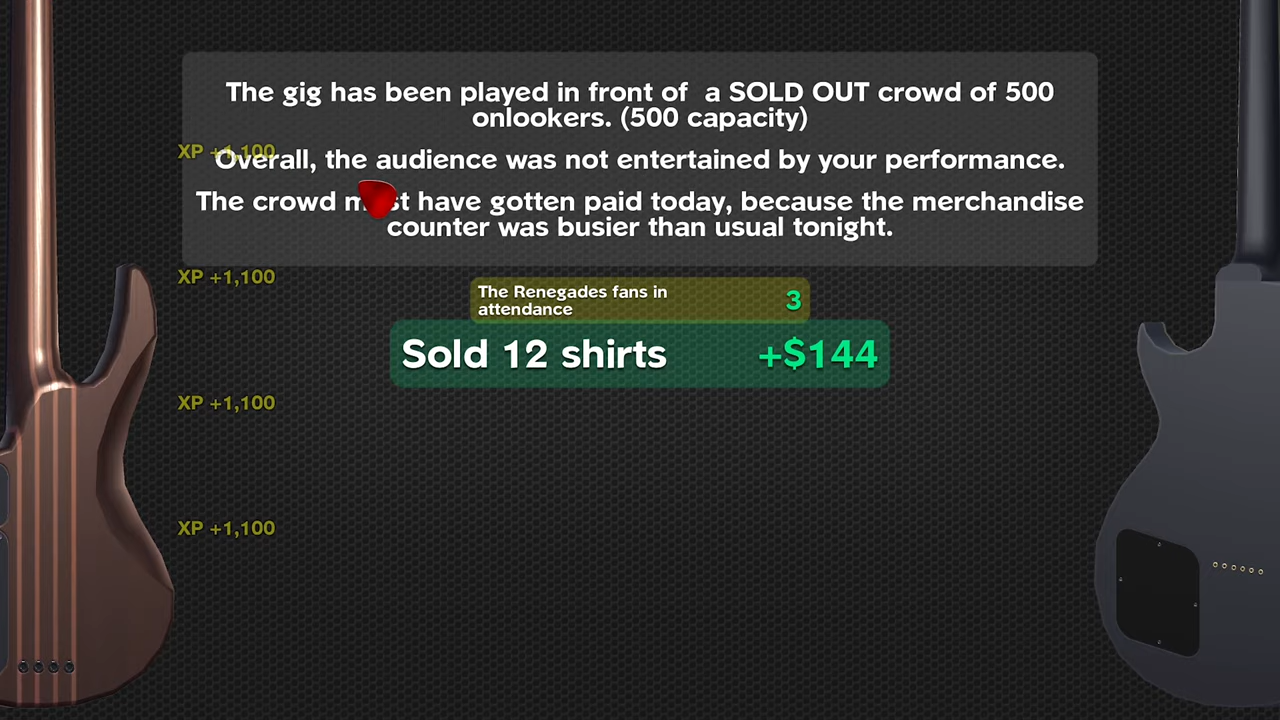 The gig has been played in front of  a SOLD OUT crowd of 500
onlookers. (500 capacity)
XP +1,100
Overall, the audience was not entertained by your performance.
The crowd must have gotten paid today, because the merchandise
counter was busier than usual tonight.
XP +1,100
The Renegades fans in
attendance
3
Sold 12 shirts
+$144
XP +1,100
XP +1,100